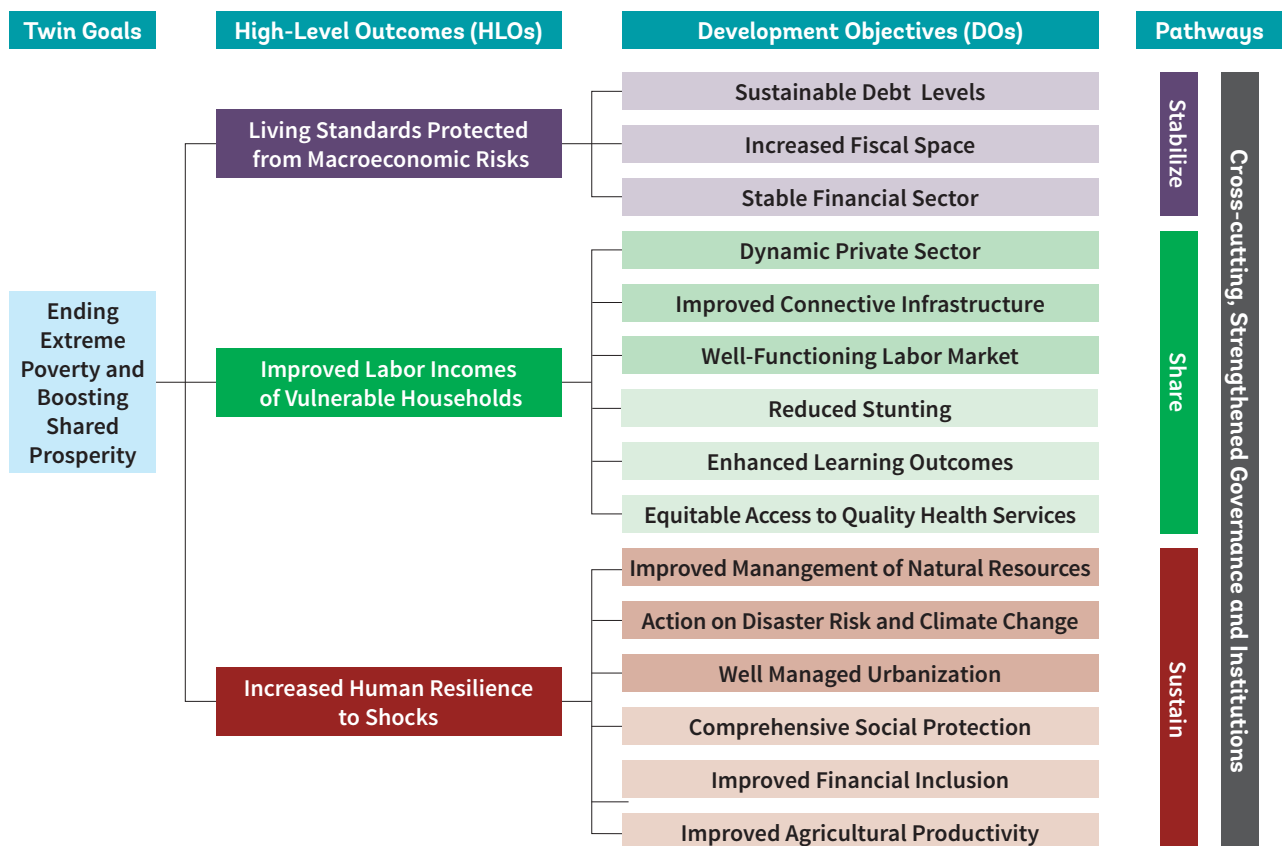 Twin Goals
High-Level Outcomes (HLOs)
Development Objectives (DOs)
Pathways
Ending
Extreme
Poverty and
Boosting
Shared
Prosperity
Living Standards Protected
from Macroeconomic Risks
Sustainable Debt Levels
Increased Fiscal Space
Stable Financial Sector
Stabilize
Improved Labor Incomes
of Vulnerable Households
Dynamic Private Sector
Improved Connective Infrastructure
Well-Functioning Labor Market
Reduced Stunting
Enhanced Learning Outcomes
Equitable Access to Quality Health Services
Share
Increased Human Resilience
to Shocks
Improved Manangement of Natural Resources
Action on Disaster Risk and Climate Change
Well Managed Urbanization
Comprehensive Social Protection
Improved Financial Inclusion
Improved Agricultural Productivity
Sustain
Cross-cutting, Strengthened Governance and Institutions